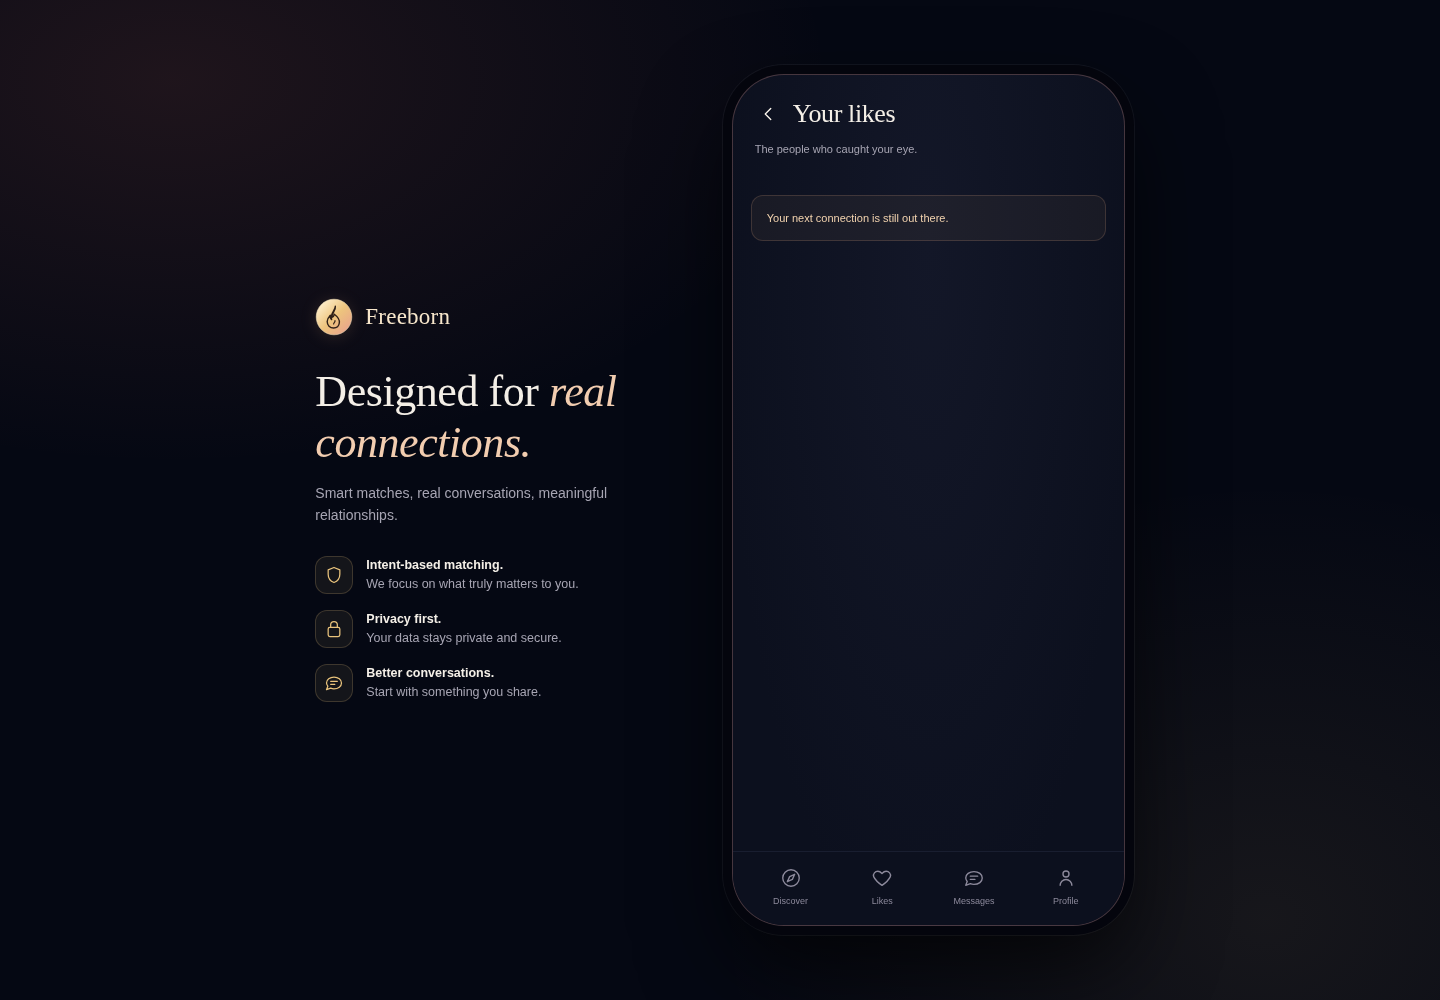 Freeborn
Designed for real
connections.
Smart matches, real conversations, meaningful
relationships.
Intent-based matching.
We focus on what truly matters to you.
Privacy first.
Your data stays private and secure.
Better conversations.
Start with something you share.
Your likes
The people who caught your eye.
Your next connection is still out there.
Discover
Likes
Messages
Profile